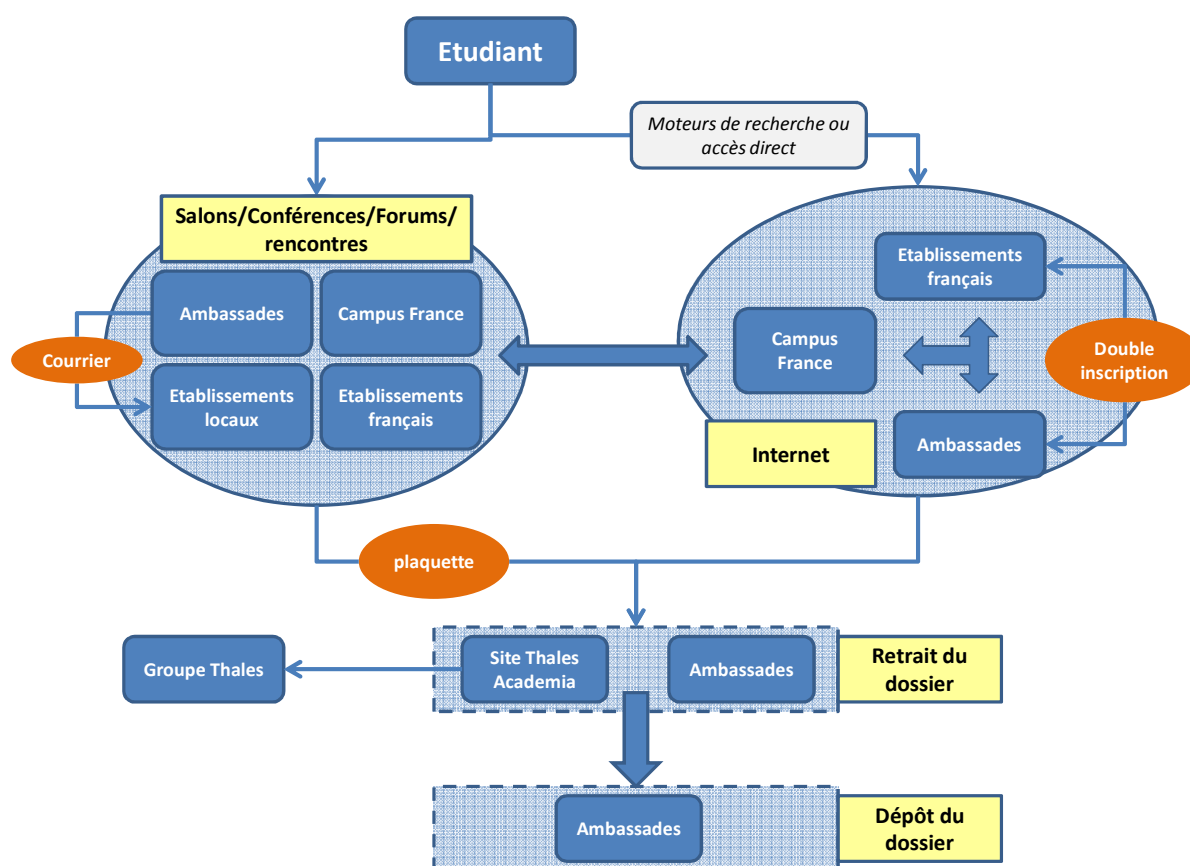 Etudiant
Moteurs de recherche ou
accès direct
Salons/Conférences/Forums/
rencontres
Ambassades
Campus France
Courrier
Etablissements
locaux
Etablissements
français
Etablissements
français
Campus
France
Double
inscription
Internet
Ambassades
plaquette
Groupe Thales
Site Thales
Academia
Ambassades
Retrait du
dossier
Ambassades
Dépôt du
dossier